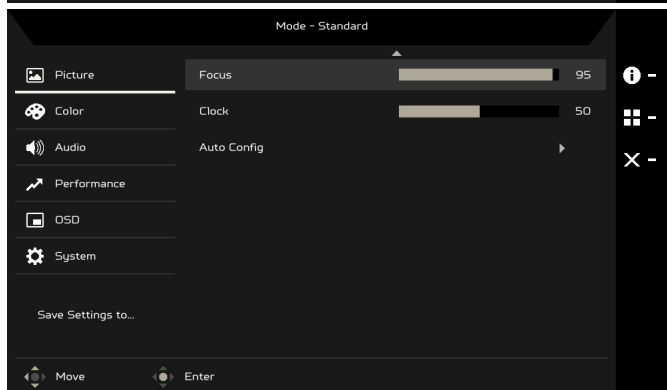 Mode - Standard
Picture
Focus 95
Color
Clock 50
Audio
Auto Config
Performance
OSD
System
Save Settings to...
Move Enter